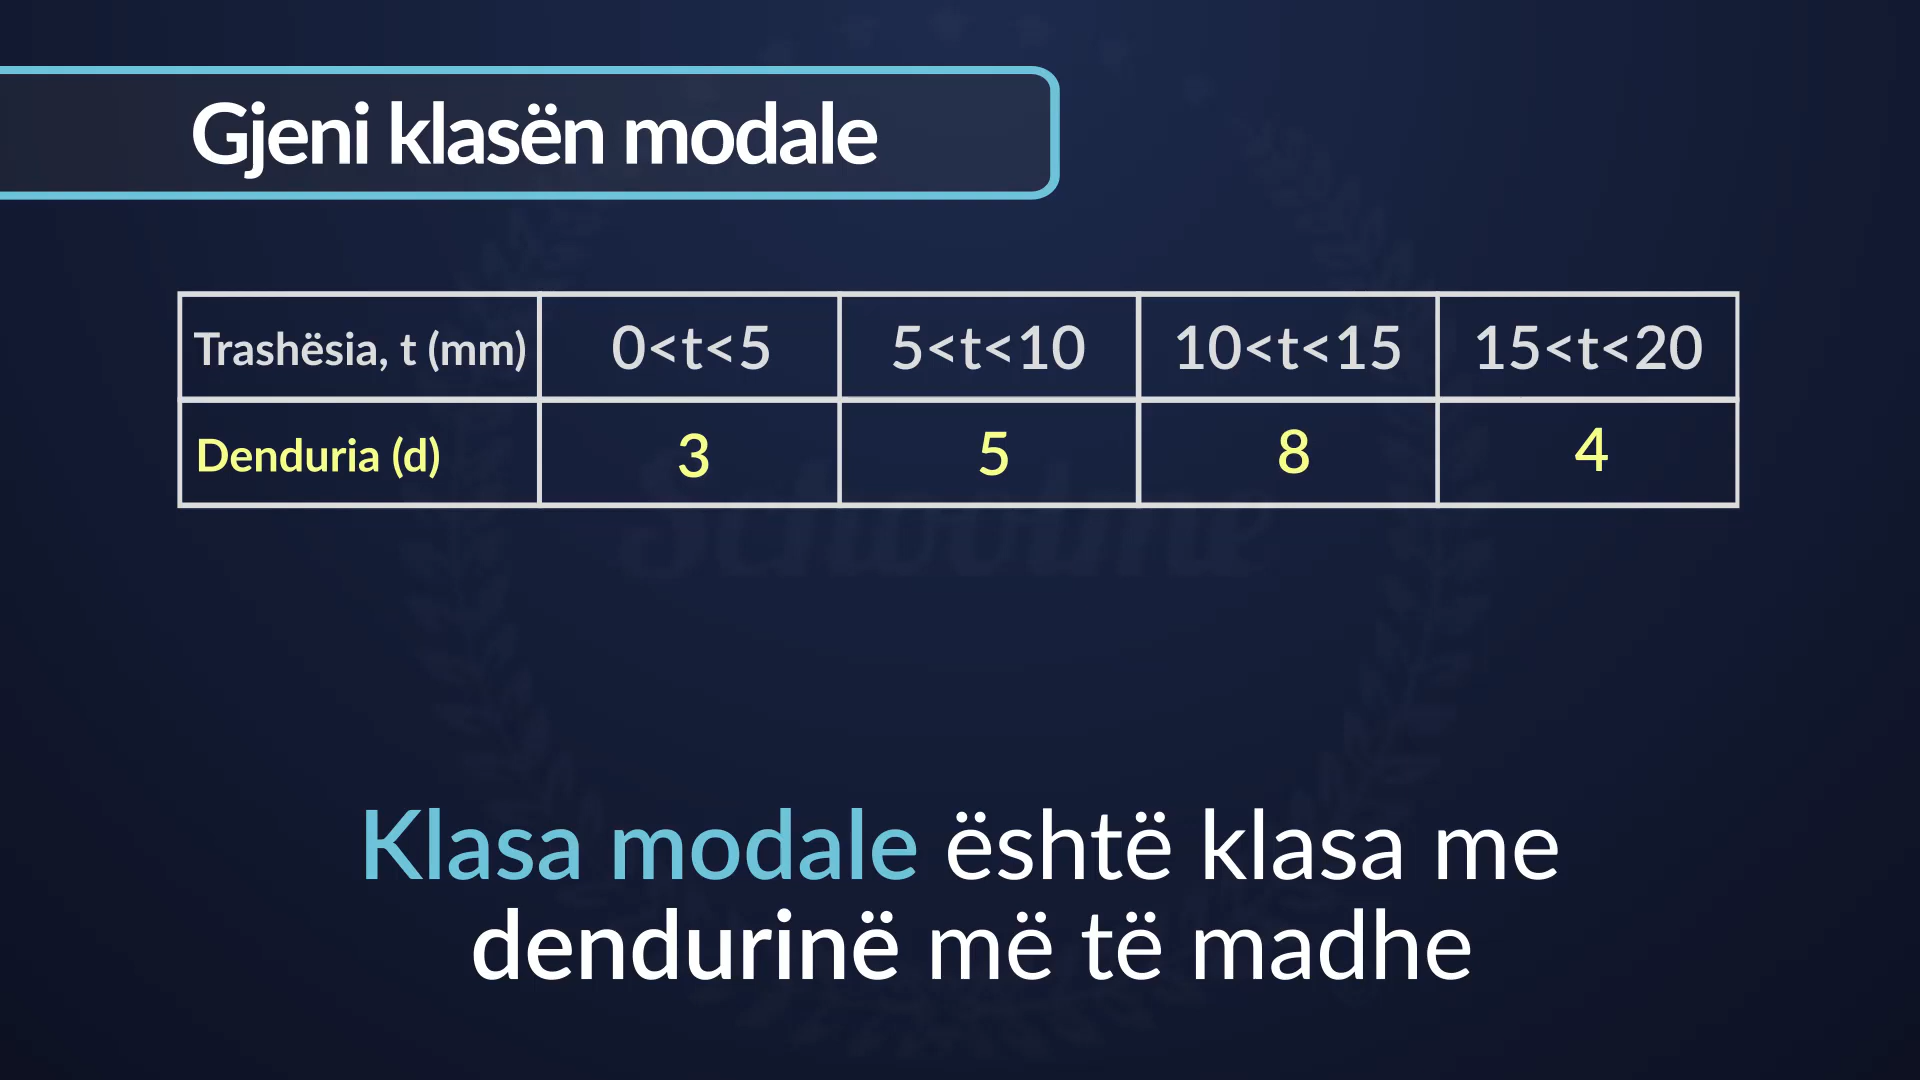 Gjeni klasën modale
Trashësia, t (mm) 0<t<5 5<t<10 10<t<15 15<t<20
Denduria (d) 3 5 8 4
Schoolme
Klasa modale është klasa me
dendurinë më të madhe